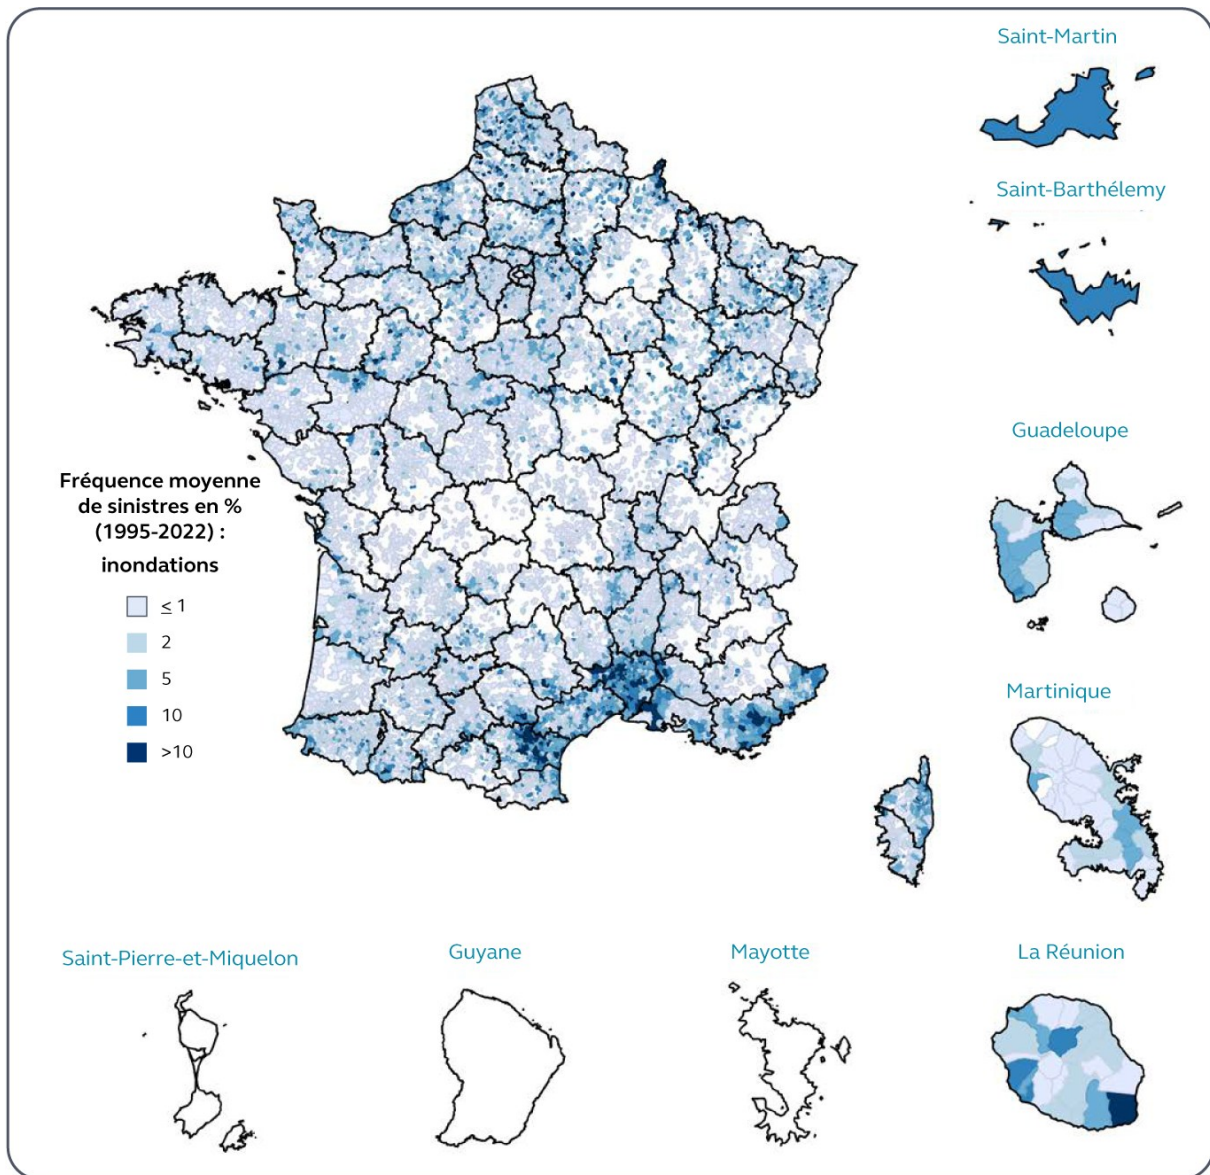 Saint-Martin
Saint-Barthélemy
Guadeloupe
Fréquence moyenne
de sinistres en %
(1995-2022) :
inondations
≤ 1
2
5
10
>10
Martinique
Saint-Pierre-et-Miquelon
Guyane
Mayotte
La Réunion